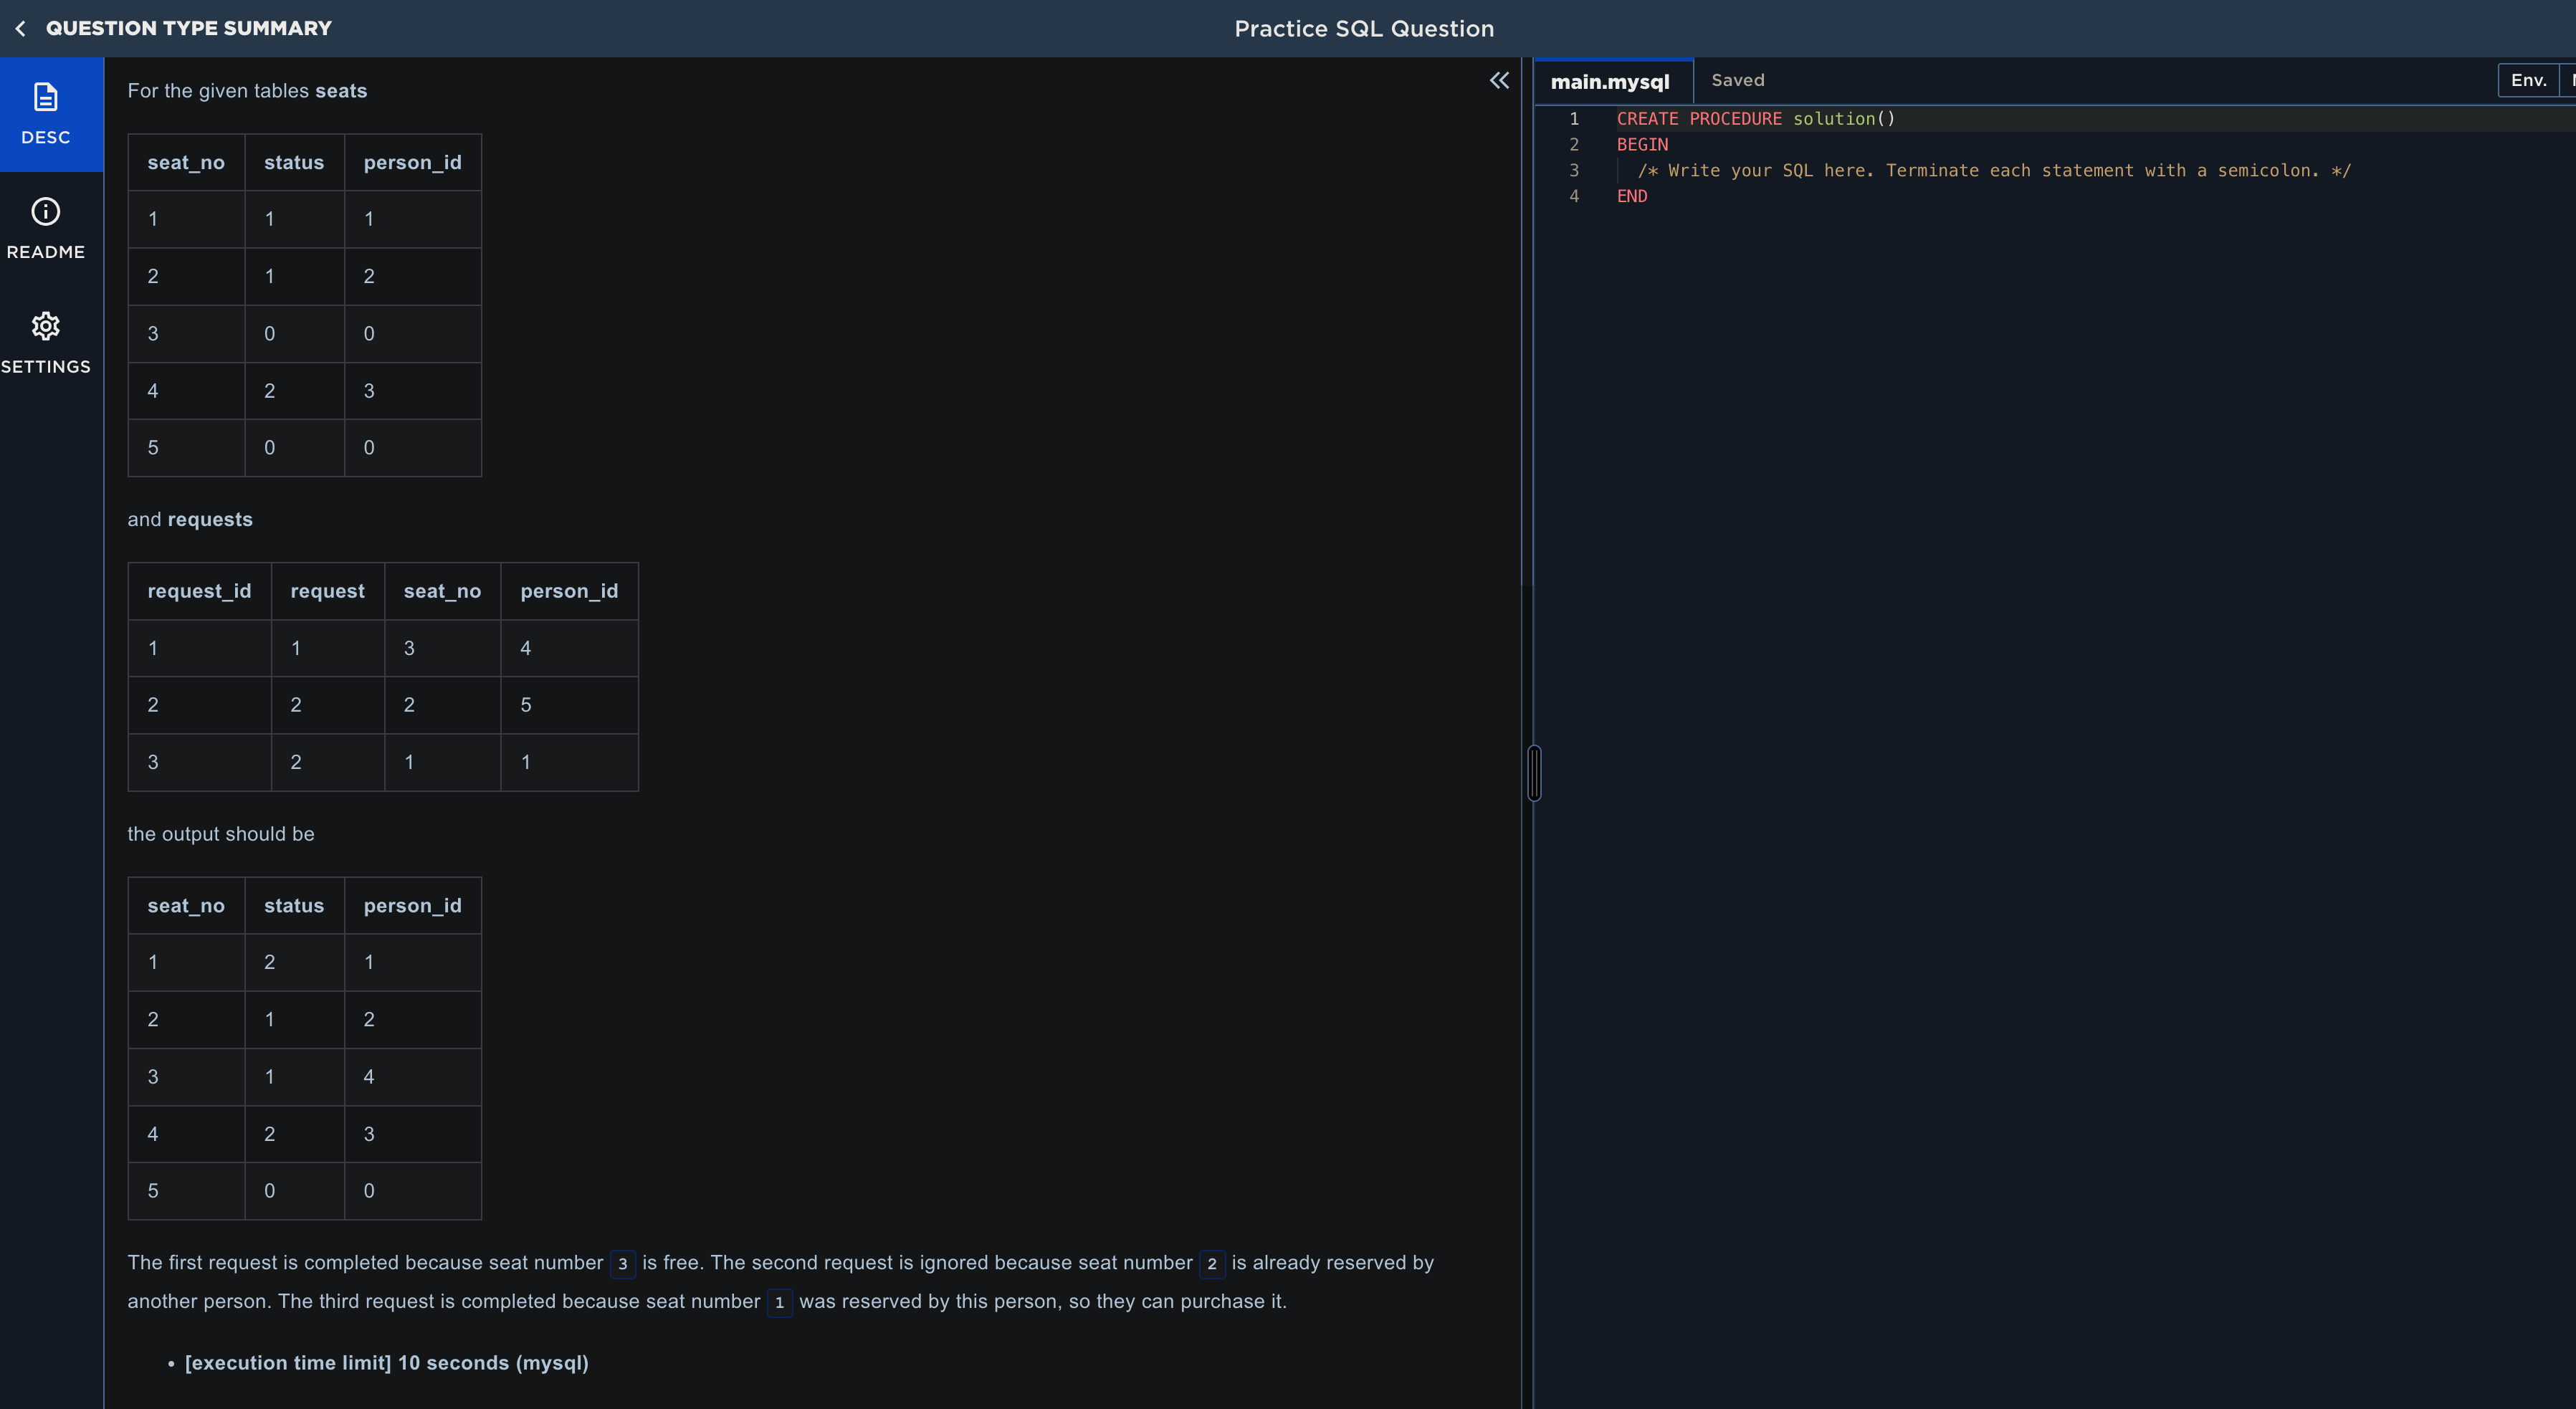 QUESTION TYPE SUMMARY
Practice SQL Question
DESC
README
SETTINGS
For the given tables seats
seat_no status person_id
1 1 1
2 1 2
3 0 0
4 2 3
5 0 0
and requests
request_id request seat_no person_id
1 1 3 4
2 2 2 5
3 2 1 1
the output should be
seat_no status person_id
1 2 1
2 1 2
3 1 4
4 2 3
5 0 0
The first request is completed because seat number 3 is free. The second request is ignored because seat number 2 is already reserved by
another person. The third request is completed because seat number 1 was reserved by this person, so they can purchase it.
• [execution time limit] 10 seconds (mysql)
main.mysql Saved Env.
1 CREATE PROCEDURE solution()
2 BEGIN
3 /* Write your SQL here. Terminate each statement with a semicolon. */
4 END